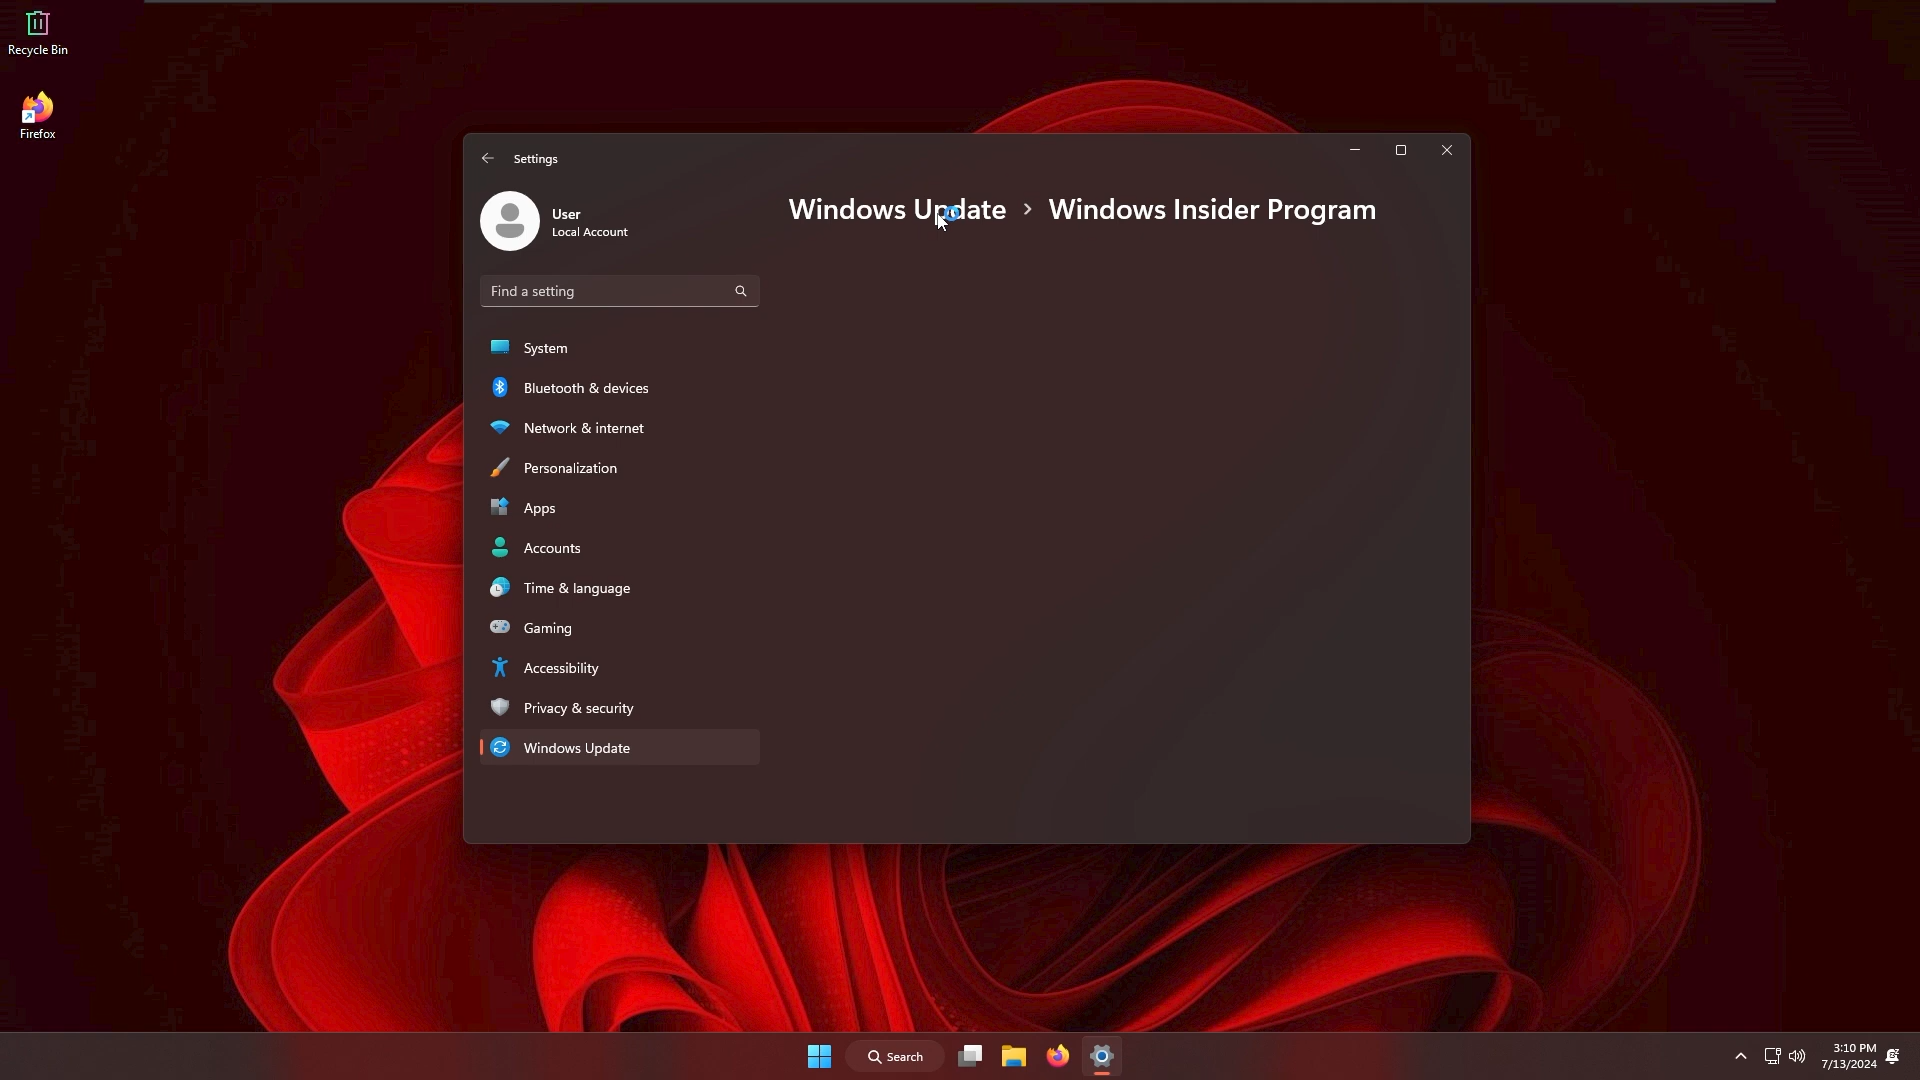 Recycle Bin
Firefox
Settings
User
Local Account
Find a setting
System
Bluetooth & devices
Network & internet
Personalization
Apps
Accounts
Time & language
Gaming
Accessibility
Privacy & security
Windows Update
Windows Update > Windows Insider Program
Search
3:10 PM
7/13/2024